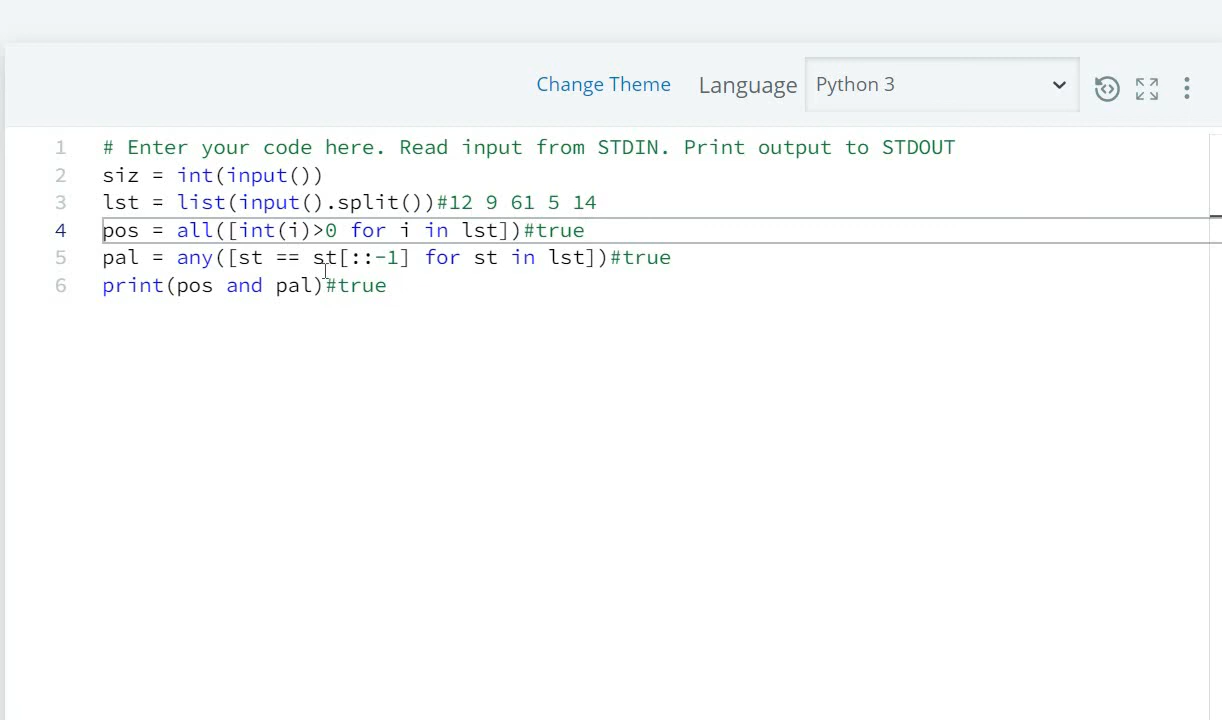 Change Theme Language Python 3
1 # Enter your code here. Read input from STDIN. Print output to STDOUT
2 siz = int(input())
3 lst = list(input().split())#12 9 61 5 14
4 pos = all([int(i)>0 for i in lst])#true
5 pal = any([st == st[::-1] for st in lst])#true
6 print(pos and pal)#true